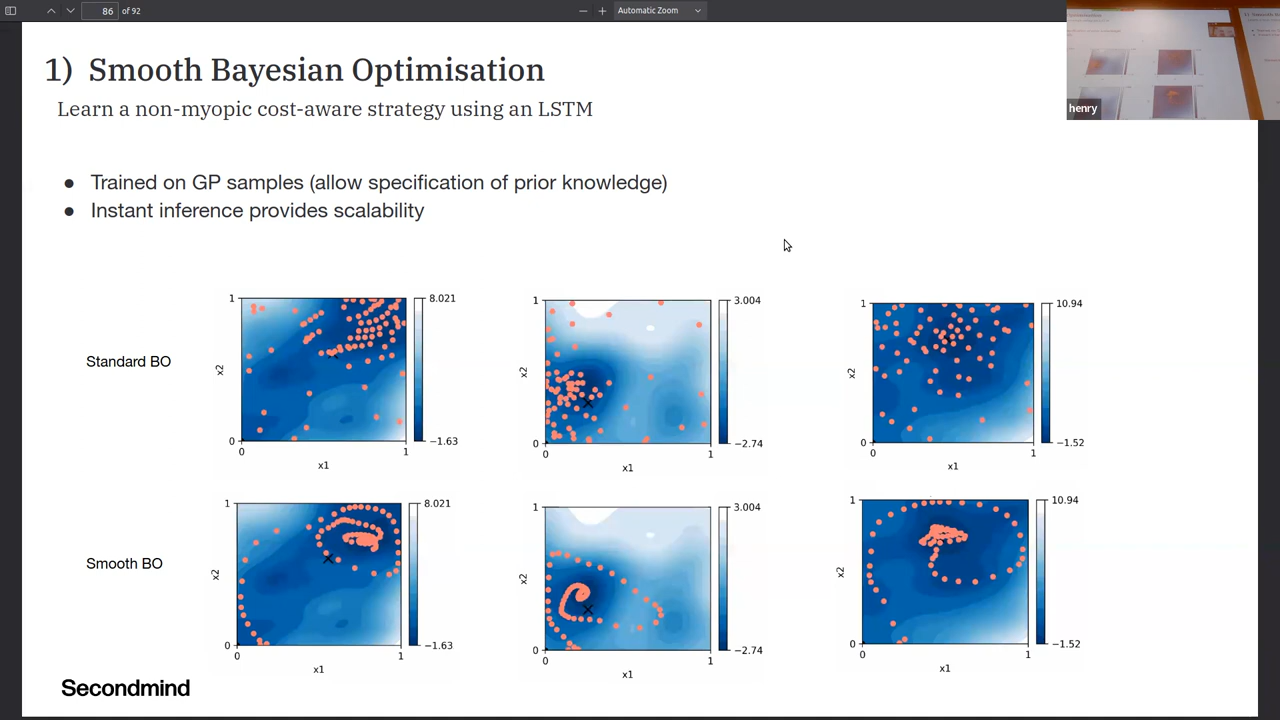 86 of 92
Automatic Zoom
henry
1) Smooth Bayesian Optimisation
Learn a non-myopic cost-aware strategy using an LSTM
● Trained on GP samples (allow specification of prior knowledge)
● Instant inference provides scalability
Standard BO
1
x2
0
0
x1
1
8.021
−1.63
1
x2
0
0
x1
1
3.004
−2.74
1
x2
0
0
x1
1
10.94
−1.52
Smooth BO
1
x2
0
0
x1
1
8.021
−1.63
1
x2
0
0
x1
1
3.004
−2.74
1
x2
0
0
x1
1
10.94
−1.52
Secondmind